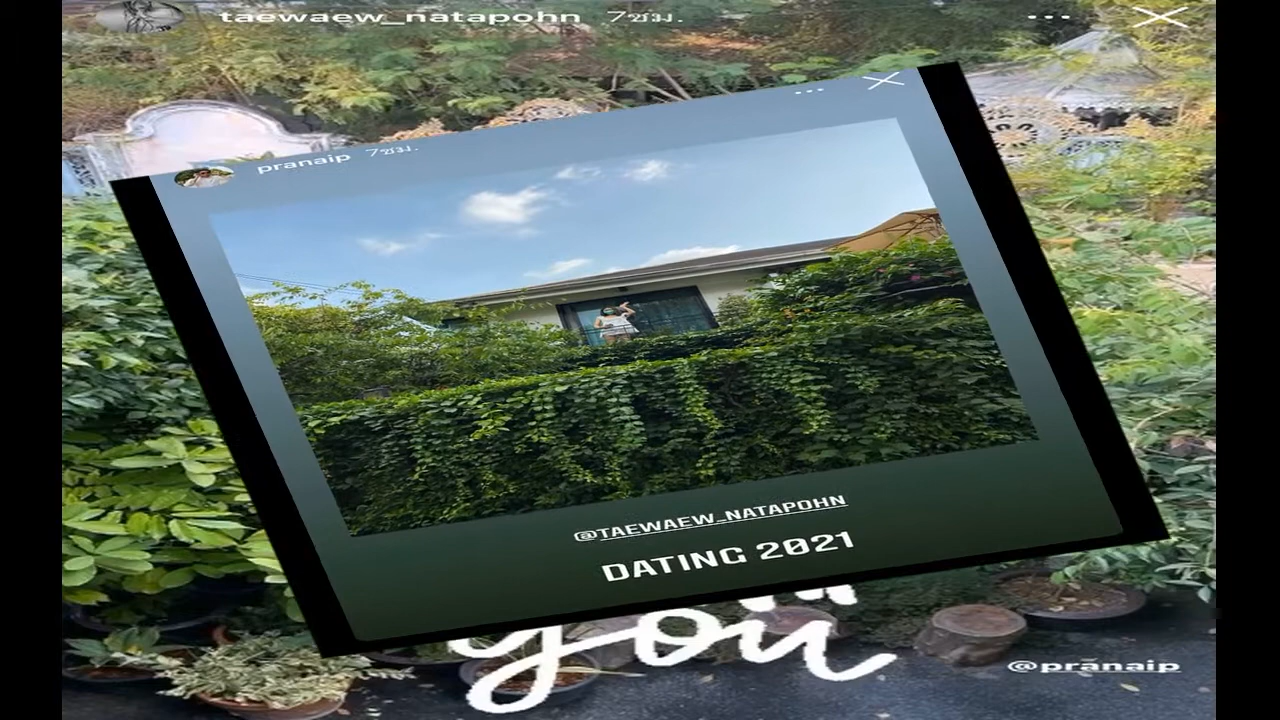 taewaew_natapohn 7ชม.
pranaip 7ชม.
@TAEWAEW_NATAPOHN
DATING 2021
you
@pranaip